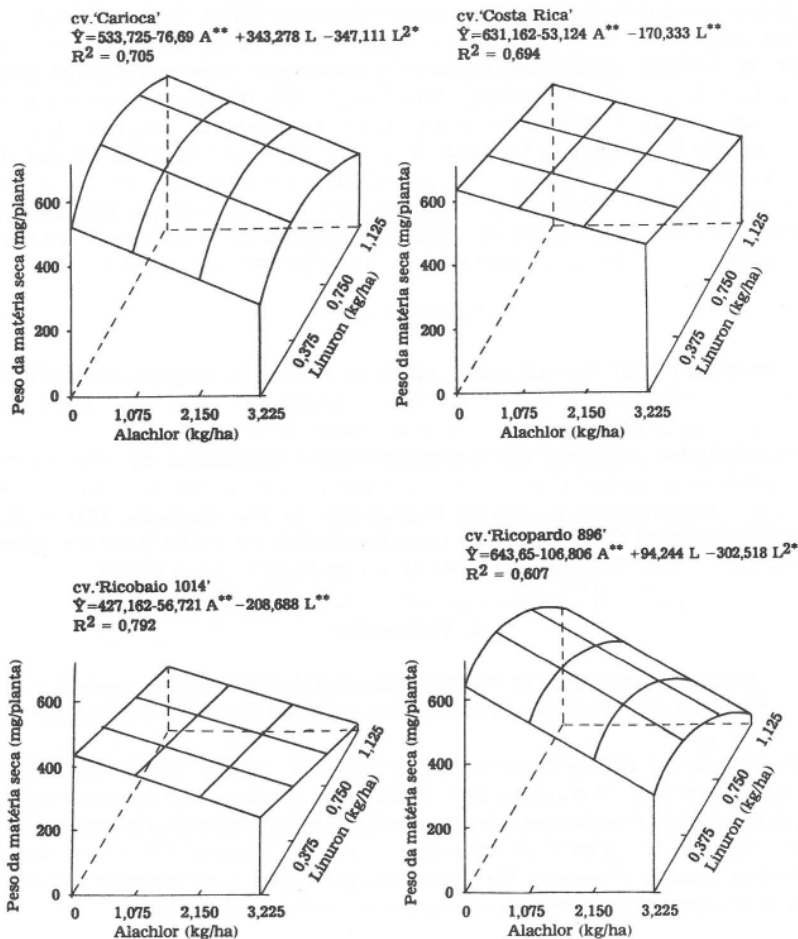 cv.'Carioca'
Ŷ=533,725-76,69 A** +343,278 L −347,111 L2*
R2 = 0,705
Peso da matéria seca (mg/planta)
600
400
200
0
0 1,075 2,150 3,225
Alachlor (kg/ha)
0,375 0,750 1,125
Linuron (kg/ha)
cv.'Costa Rica'
Ŷ=631,162-53,124 A** −170,333 L**
R2 = 0,694
Peso da matéria seca (mg/planta)
600
400
200
0
0 1,075 2,150 3,225
Alachlor (kg/ha)
0,375 0,750 1,125
Linuron (kg/ha)
cv.'Ricobaio 1014'
Ŷ=427,162-56,721 A** −208,688 L**
R2 = 0,792
Peso da matéria seca (mg/planta)
600
400
200
0
0 1,075 2,150 3,225
Alachlor (kg/ha)
0,375 0,750 1,125
Linuron (kg/ha)
cv.'Ricopardo 896'
Ŷ=643,65-106,806 A** +94,244 L −302,518 L2*
R2 = 0,607
Peso da matéria seca (mg/planta)
600
400
200
0
0 1,075 2,150 3,225
Alachlor (kg/ha)
0,375 0,750 1,125
Linuron (kg/ha)